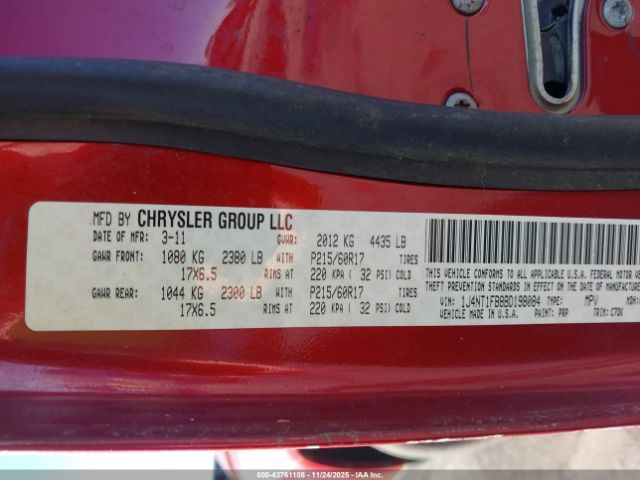 MFD BY CHRYSLER GROUP LLC
DATE OF MFR: 3-11 GVWR: 2012 KG 4435 LB
GAWR FRONT: 1080 KG 2380 LB WITH P215/60R17 TIRES
17X6.5 RIMS AT 220 KPA ( 32 PSI) COLD
GAWR REAR: 1044 KG 2300 LB WITH P215/60R17 TIRES
17X6.5 RIMS AT 220 KPA ( 32 PSI) COLD
THIS VEHICLE CONFORMS TO ALL APPLICABLE U.S.A. FEDERAL MOTOR
THEFT PREVENTION STANDARDS IN EFFECT ON THE DATE OF MANUFACTURE
VIN: 1J4NT1FB8BD198084 TYPE: MPV MDH:
VEHICLE MADE IN U.S.A. PAINT: PRP TRIM: C7DK
000-43761108 - 11/24/2025 - IAAI.COM